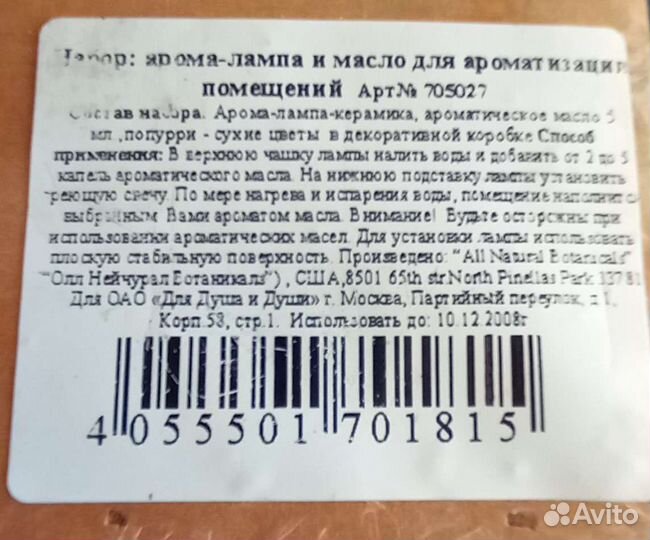 Набор: арома-лампа и масло для ароматизации
помещений Арт№ 705027
Состав набора. Арома-лампа-керамика, ароматическое масло 5
мл ,попурри - сухие цветы в декоративной коробке Способ
применения: В верхнюю чашку лампы налить воды и добавить от 2 до 5
капель ароматического масла. На нижнюю подставку лампы установить
греющую свечу. По мере нагрева и испарения воды, помещение наполнится
выбранным Вами ароматом масла. Внимание! Будьте осторожны при
использовании ароматических масел. Для установки лампы использовать
плоскую стабильную поверхность. Произведено: "All Natural Botanicals"
"Олл Нейчурал Ботаникалз") , США,8501 65th str.North Pinellas Park 33781
Для ОАО «Для Душа и Души» г. Москва, Партийный переулок, д.1,
Корп.58, стр.1. Использовать до: 10.12.2008г
4 055501 701815
Avito